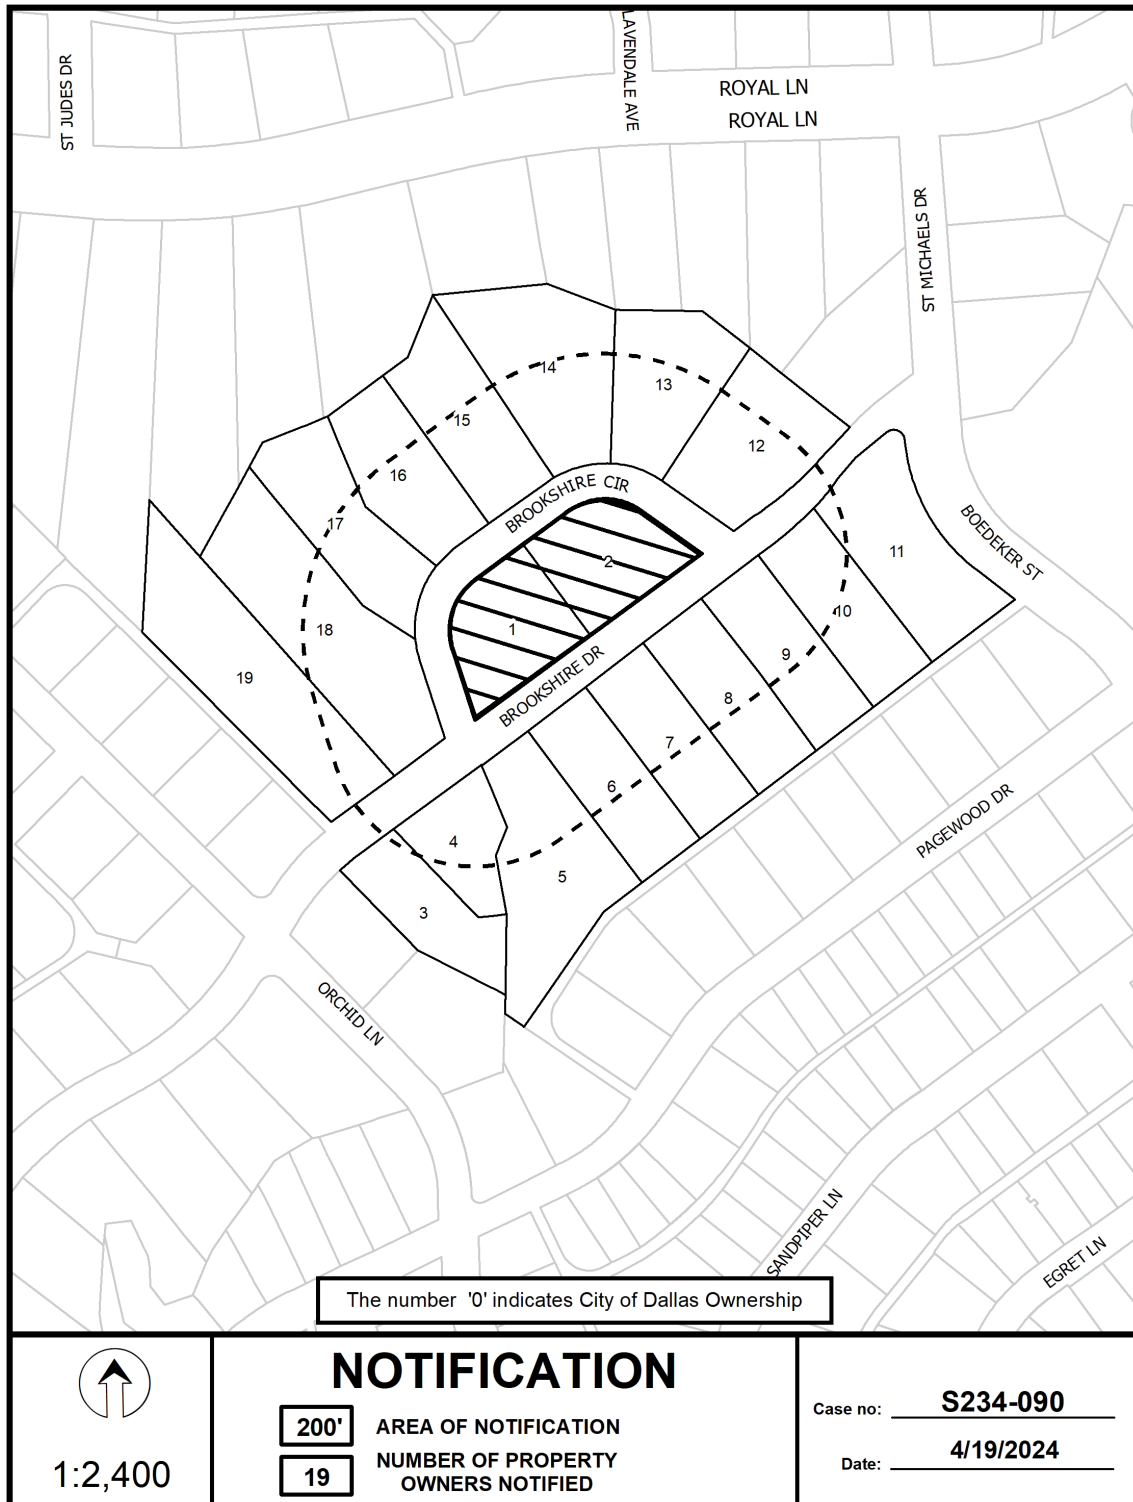 LAVENDALE AVE
ST JUDES DR
ROYAL LN
ROYAL LN
ST MICHAELS DR
14
13
15
12
16
BROOKSHIRE CIR
17
BOEDEKER ST
11
2
10
18
1
9
19
BROOKSHIRE DR
8
7
6
PAGEWOOD DR
4
5
3
ORCHID LN
SANDPIPER LN
EGRET LN
The number '0' indicates City of Dallas Ownership
1:2,400
NOTIFICATION
200' AREA OF NOTIFICATION
19 NUMBER OF PROPERTY
OWNERS NOTIFIED
Case no: S234-090
Date: 4/19/2024